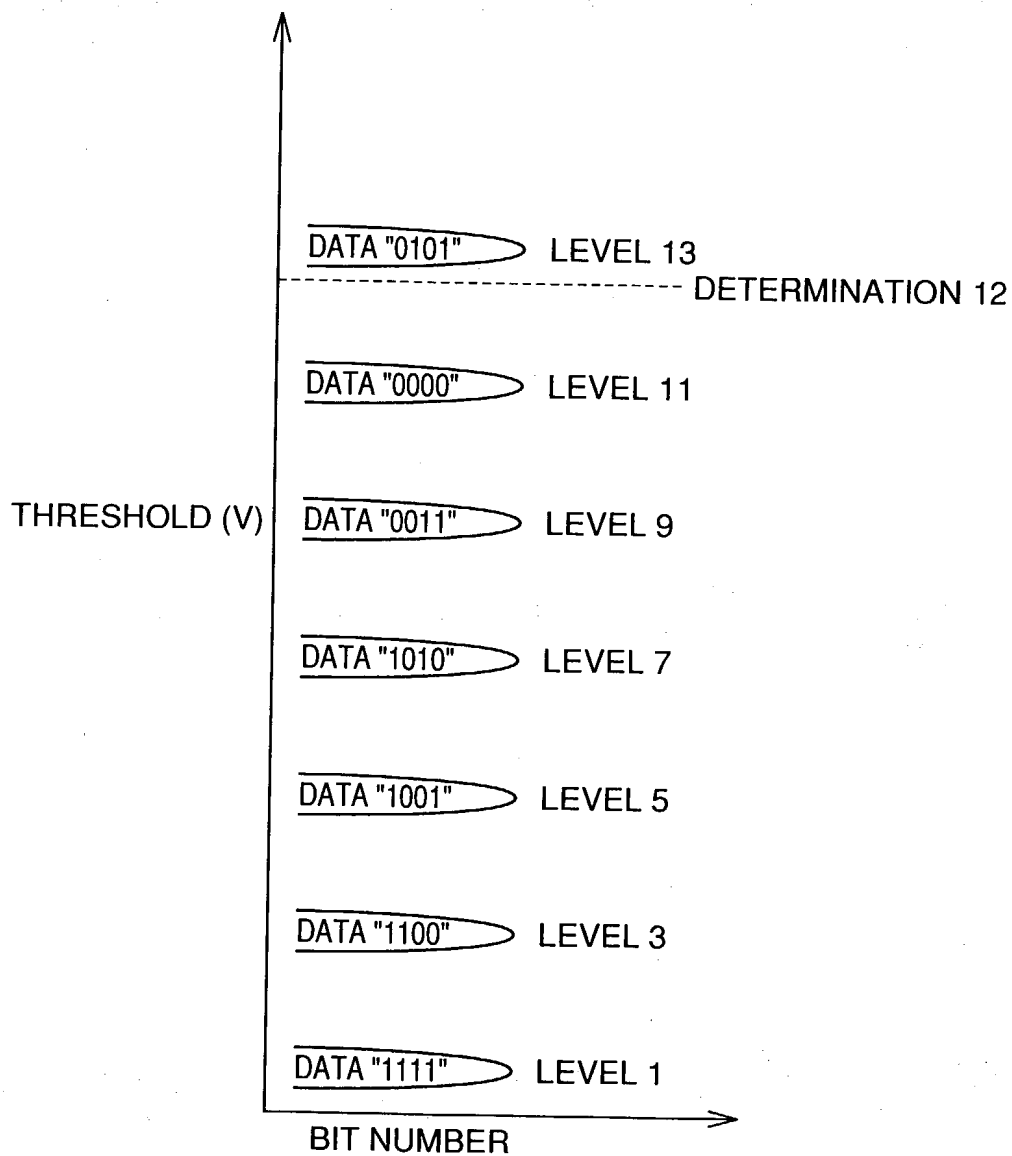 DATA "0101" LEVEL 13
DETERMINATION 12
DATA "0000" LEVEL 11
THRESHOLD (V)
DATA "0011" LEVEL 9
DATA "1010" LEVEL 7
DATA "1001" LEVEL 5
DATA "1100" LEVEL 3
DATA "1111" LEVEL 1
BIT NUMBER